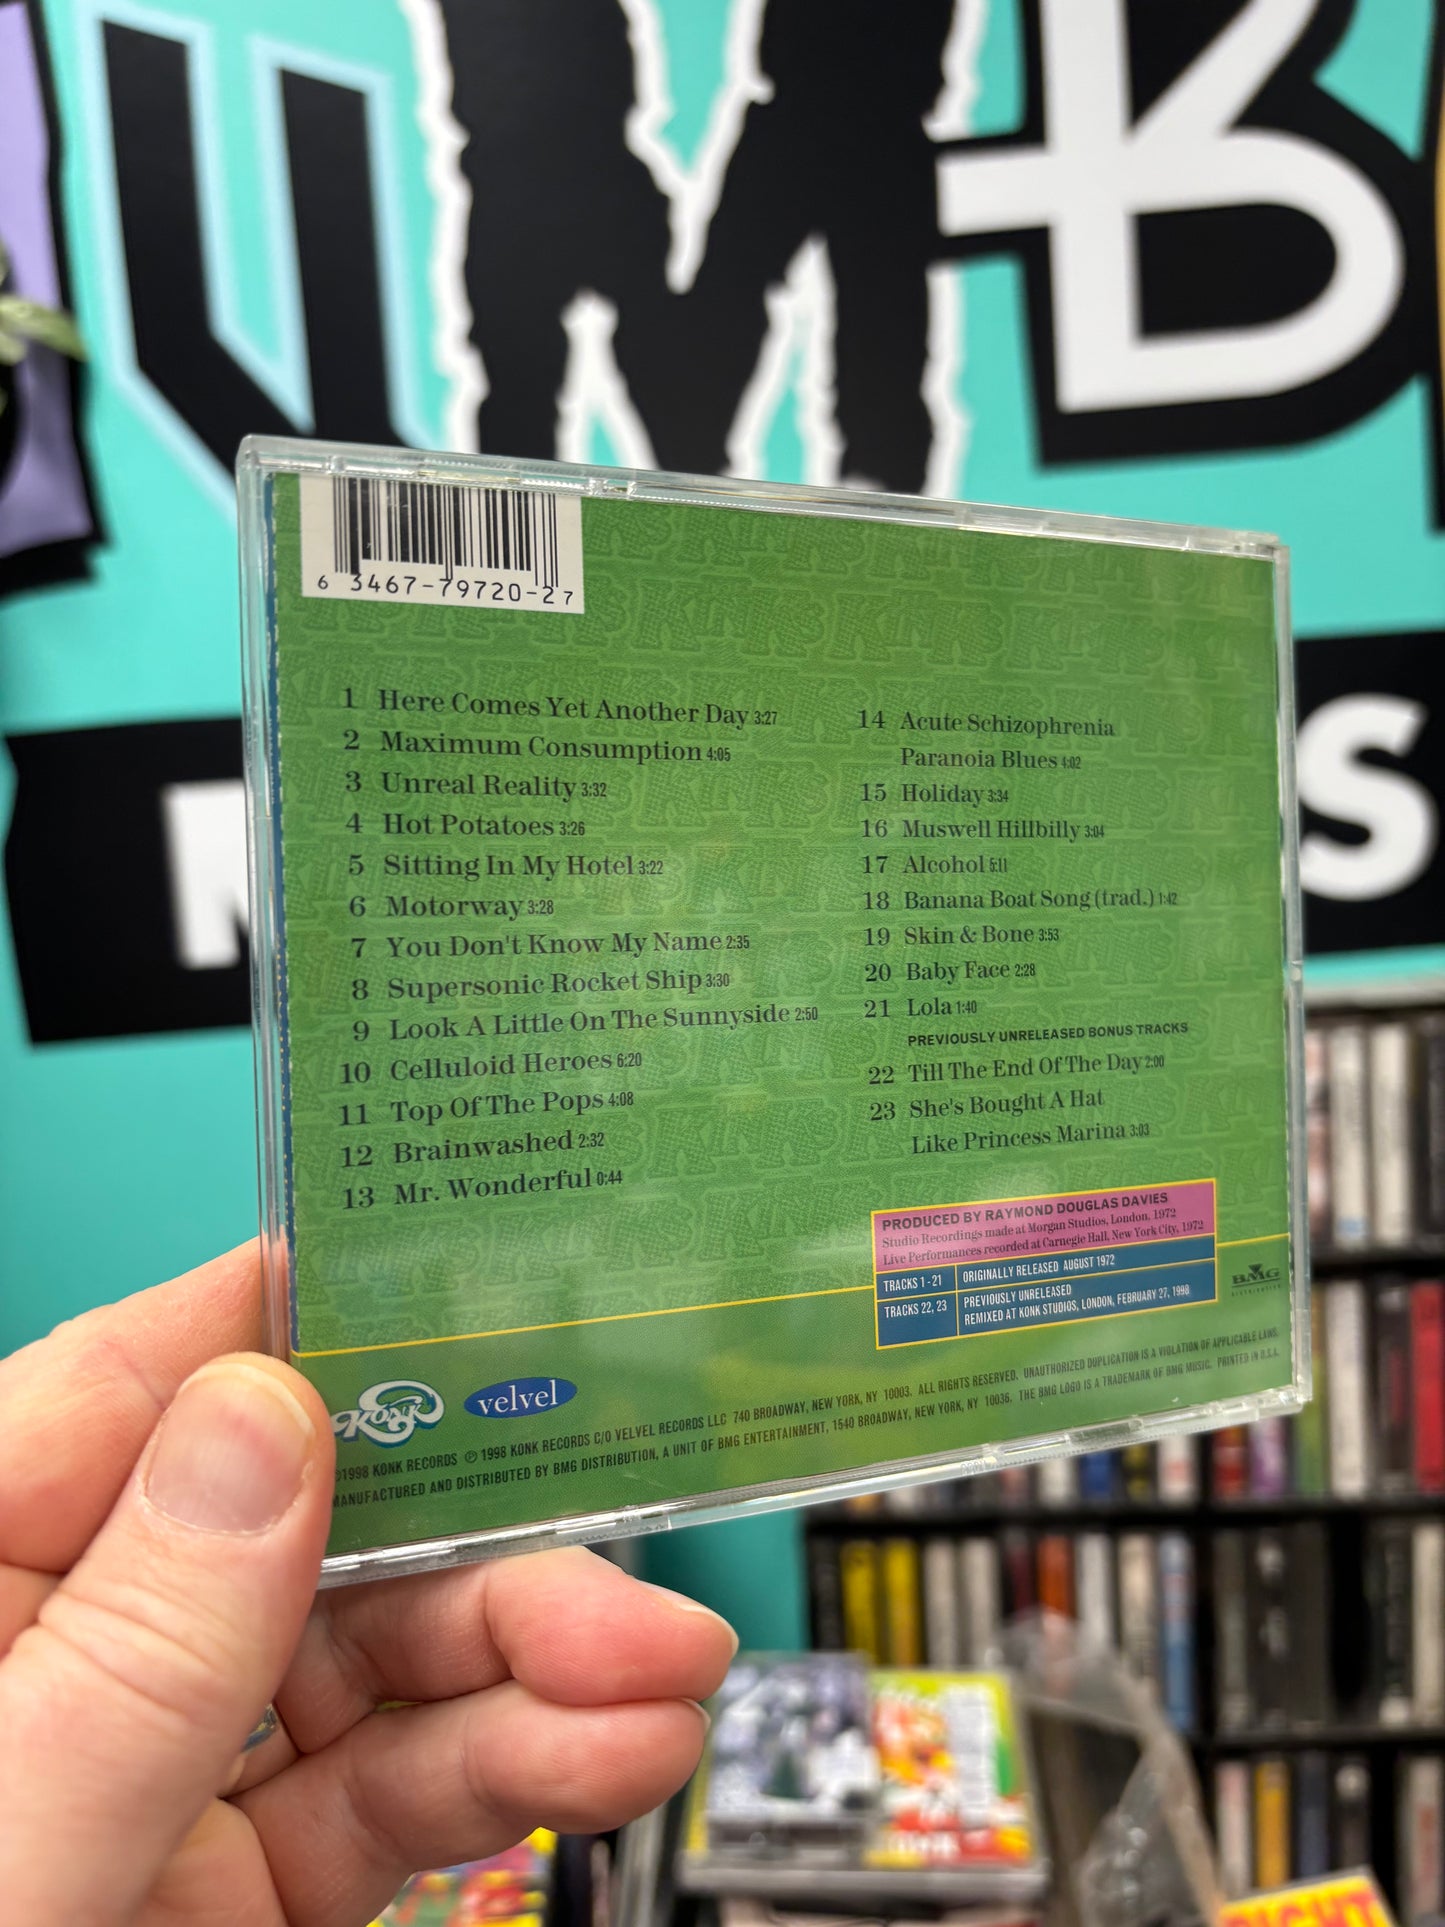 UMB
6 3467-79720-2 7
1 Here Comes Yet Another Day 3:27
2 Maximum Consumption 4:05
3 Unreal Reality 3:32
4 Hot Potatoes 3:26
5 Sitting In My Hotel 3:22
6 Motorway 3:28
7 You Don't Know My Name 2:35
8 Supersonic Rocket Ship 3:30
9 Look A Little On The Sunnyside 2:50
10 Celluloid Heroes 6:20
11 Top Of The Pops 4:08
12 Brainwashed 2:32
13 Mr. Wonderful 0:44
14 Acute Schizophrenia
Paranoia Blues 4:02
15 Holiday 3:34
16 Muswell Hillbilly 3:04
17 Alcohol 5:11
18 Banana Boat Song (trad.) 1:42
19 Skin & Bone 3:53
20 Baby Face 2:28
21 Lola 1:40
PREVIOUSLY UNRELEASED BONUS TRACKS
22 Till The End Of The Day 2:00
23 She's Bought A Hat
Like Princess Marina 3:03
PRODUCED BY RAYMOND DOUGLAS DAVIES
Studio Recordings made at Morgan Studios, London, 1972
Live Performances recorded at Carnegie Hall, New York City, 1972
TRACKS 1-21 ORIGINALLY RELEASED AUGUST 1972
TRACKS 22, 23 PREVIOUSLY UNRELEASED
REMIXED AT KONK STUDIOS, LONDON, FEBRUARY 27, 1998
BMG
DISTRIBUTION
KONK
velvel
©1998 KONK RECORDS ℗ 1998 KONK RECORDS C/O VELVEL RECORDS LLC 740 BROADWAY, NEW YORK, NY 10003. ALL RIGHTS RESERVED. UNAUTHORIZED DUPLICATION IS A VIOLATION OF APPLICABLE LAWS.
MANUFACTURED AND DISTRIBUTED BY BMG DISTRIBUTION, A UNIT OF BMG ENTERTAINMENT, 1540 BROADWAY, NEW YORK, NY 10036. THE BMG LOGO IS A TRADEMARK OF BMG MUSIC. PRINTED IN U.S.A.